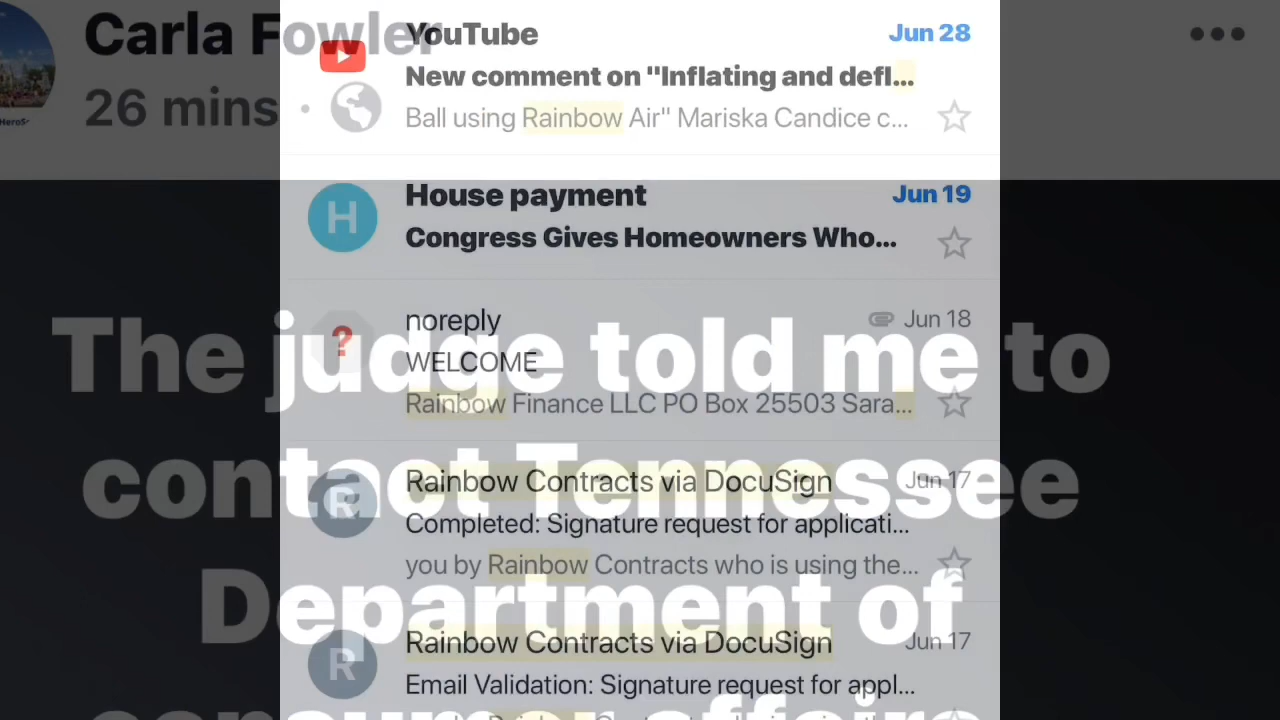 Carla Fowler
26 mins
HeroS
YouTube
Jun 28
New comment on "Inflating and defl...
Ball using Rainbow Air" Mariska Candice c...
H
House payment
Jun 19
Congress Gives Homeowners Who...
?
noreply
Jun 18
WELCOME
Rainbow Finance LLC PO Box 25503 Sara...
R
Rainbow Contracts via DocuSign
Jun 17
Completed: Signature request for applicati...
you by Rainbow Contracts who is using the...
R
Rainbow Contracts via DocuSign
Jun 17
Email Validation: Signature request for appl...
The judge told me to
contact Tennessee
Department of
consumer affairs